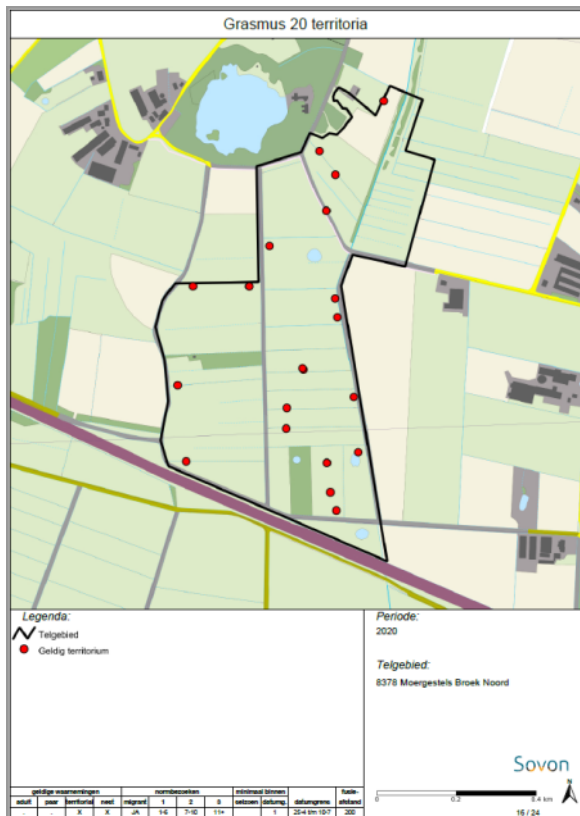 Grasmus 20 territoria
Legenda:
Telgebied
Geldig territorium
Periode:
2020
Telgebied:
8378 Moergestels Broek Noord
Sovon
0 0.2 0.4 km
geldige waarnemingen normbezoeken minimaal binnen fusie-
adult paar territoriaal nest migrant 1 2 3 seizoen datumg. datumgrens afstand
. . X X JA 1-6 7-10 11+ 1 25-4 t/m 10-7 200
15 / 24